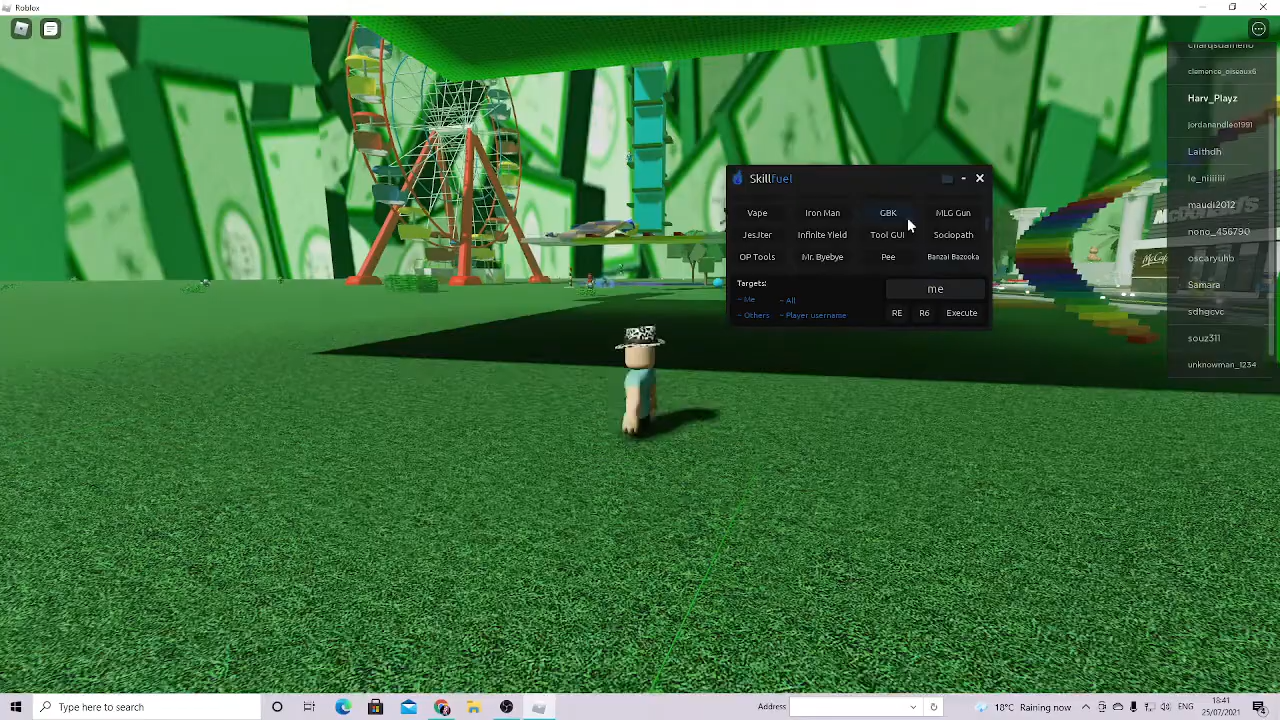 Roblox
Skillfuel
Vape
Iron Man
GBK
MLG Gun
JesJter
Infinite Yield
Tool GUI
Sociopath
OP Tools
Mr. Byebye
Pee
Banzai Bazooka
Targets:
me
- Me
- All
- Others
- Player username
RE
R6
Execute
clemence_oiseaux6
Harv_Playz
jordanandleo1991
Laithdh
le_niiiiiii
maudi2012
nono_456790
oscaryuhb
Samara
sdhgcvc
souz311
unknowman_1234
Type here to search
Address
10°C Raining now
ENG
18:41
25/07/2021